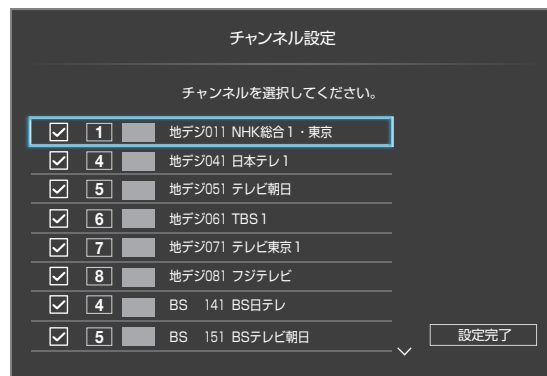 チャンネル設定
チャンネルを選択してください。
1 地デジ011 NHK総合1・東京
4 地デジ041 日本テレ1
5 地デジ051 テレビ朝日
6 地デジ061 TBS1
7 地デジ071 テレビ東京1
8 地デジ081 フジテレビ
4 BS 141 BS日テレ
5 BS 151 BSテレビ朝日
設定完了